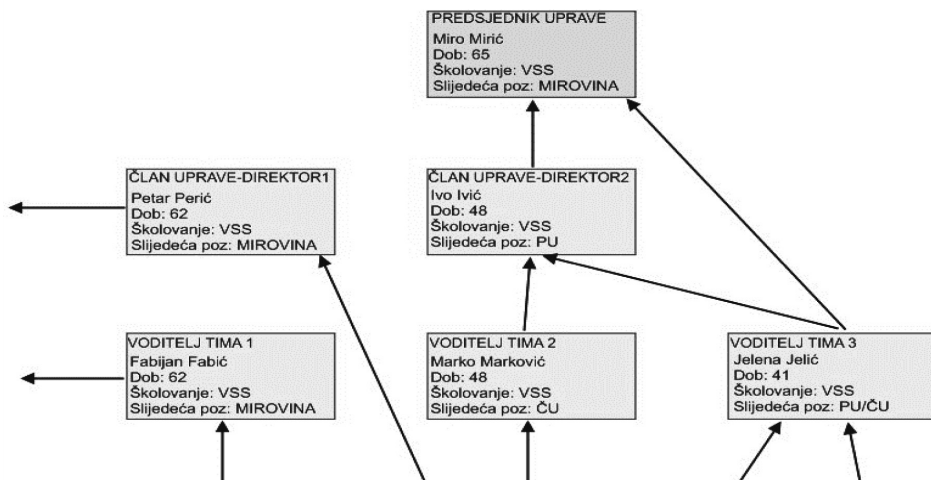 PREDSJEDNIK UPRAVE
Miro Mirić
Dob: 65
Školovanje: VSS
Slijedeća poz: MIROVINA
ČLAN UPRAVE-DIREKTOR1
Petar Perić
Dob: 62
Školovanje: VSS
Slijedeća poz: MIROVINA
ČLAN UPRAVE-DIREKTOR2
Ivo Ivić
Dob: 48
Školovanje: VSS
Slijedeća poz: PU
VODITELJ TIMA 1
Fabijan Fabić
Dob: 62
Školovanje: VSS
Slijedeća poz: MIROVINA
VODITELJ TIMA 2
Marko Marković
Dob: 48
Školovanje: VSS
Slijedeća poz: ČU
VODITELJ TIMA 3
Jelena Jelić
Dob: 41
Školovanje: VSS
Slijedeća poz: PU/ČU